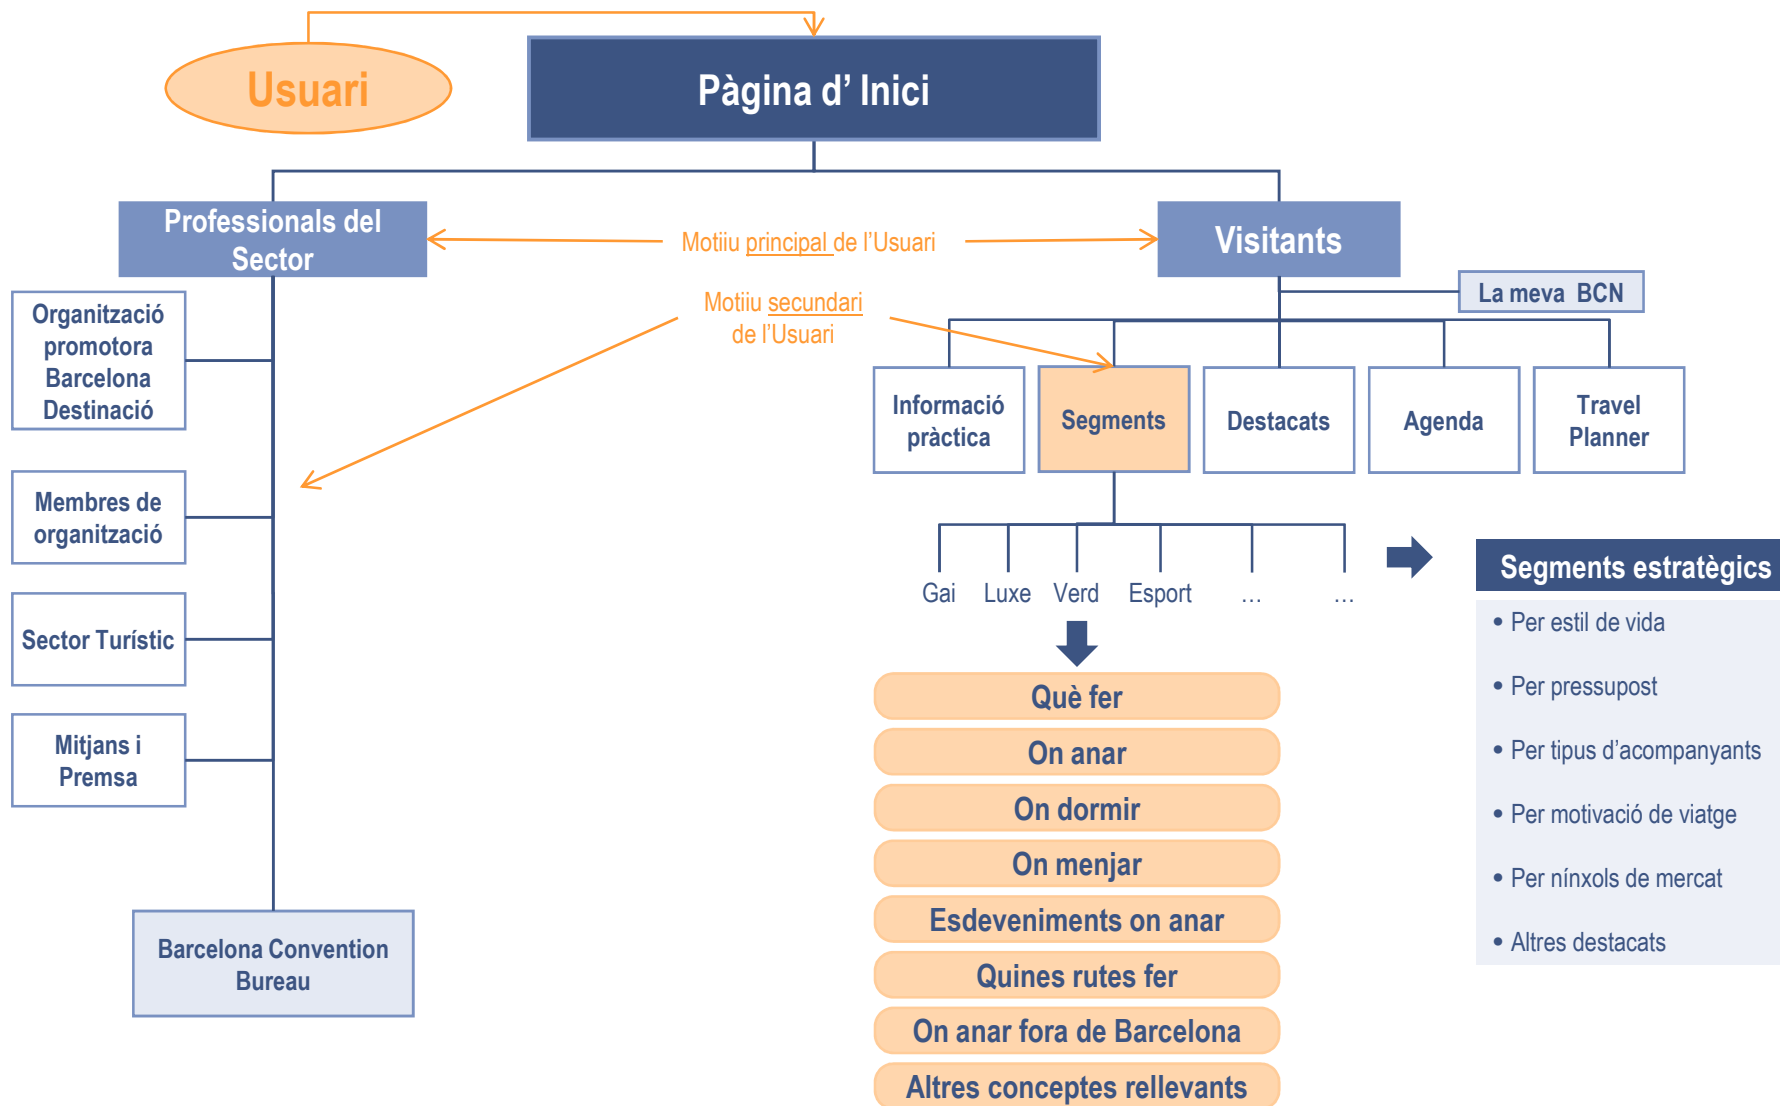 Usuari
Pàgina d’ Inici
Professionals del
Sector
Motiiu principal de l’Usuari
Visitants
Motiiu secundari
de l’Usuari
La meva  BCN
Organització
promotora
Barcelona
Destinació
Membres de
organització
Sector Turístic
Mitjans i
Premsa
Barcelona Convention
Bureau
Informació
pràctica
Segments
Destacats
Agenda
Travel
Planner
Gai
Luxe
Verd
Esport
…
…
Què fer
On anar
On dormir
On menjar
Esdeveniments on anar
Quines rutes fer
On anar fora de Barcelona
Altres conceptes rellevants
Segments estratègics
• Per estil de vida
• Per pressupost
• Per tipus d’acompanyants
• Per motivació de viatge
• Per nínxols de mercat
• Altres destacats